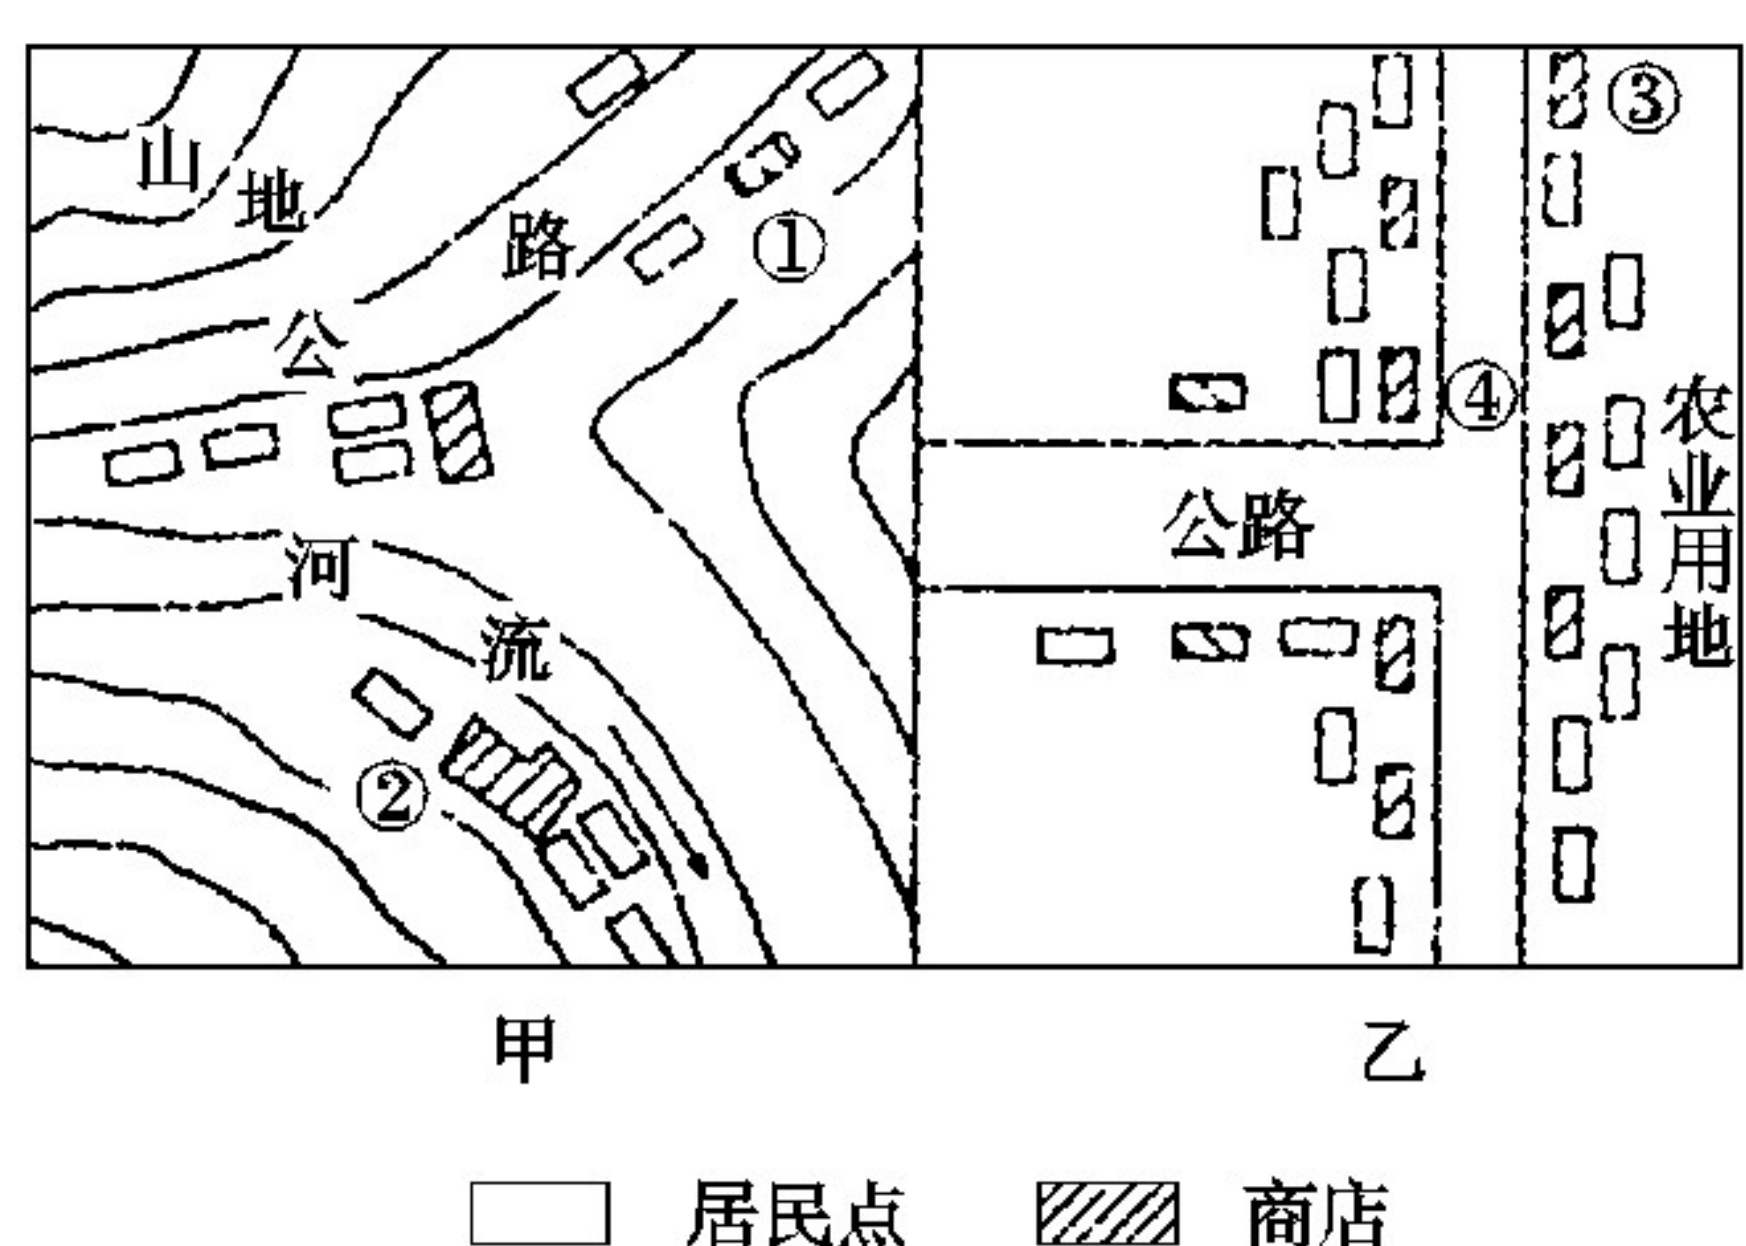 山地
公路
①
河流
②
③
④
公路
农业用地
甲
乙
居民点
商店